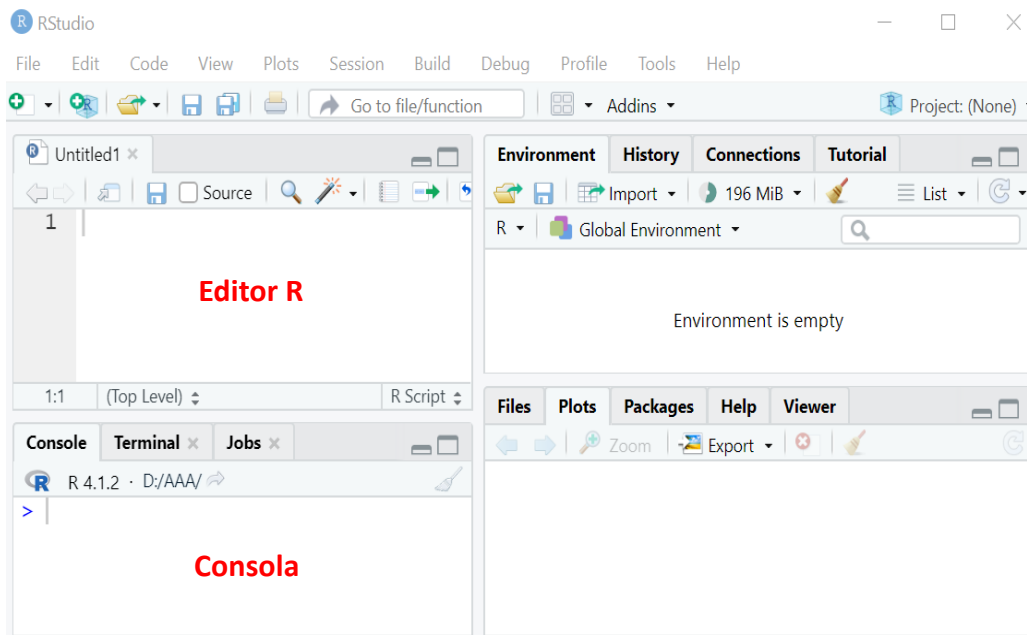 RStudio
File Edit Code View Plots Session Build Debug Profile Tools Help
Go to file/function Addins Project: (None)
Untitled1
Source
1
Editor R
1:1 (Top Level) R Script
Console Terminal Jobs
R 4.1.2 · D:/AAA/
>
Consola
Environment History Connections Tutorial
Import 196 MiB List
R Global Environment
Environment is empty
Files Plots Packages Help Viewer
Zoom Export